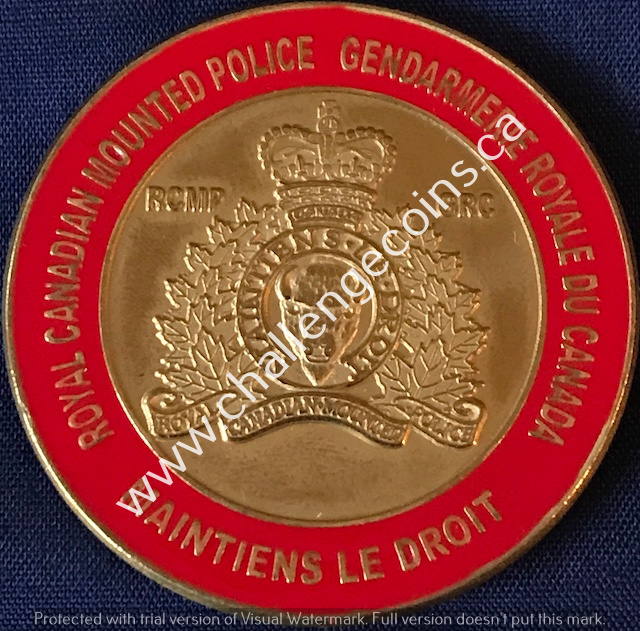 ROYAL CANADIAN MOUNTED POLICE GENDARMERIE ROYALE DU CANADA
RCMP GRC
CANADA
MAINTIENS LE DROIT
ROYAL CANADIAN MOUNTED POLICE
MAINTIENS LE DROIT
www.challengecoins.ca
Protected with trial version of Visual Watermark. Full version doesn't put this mark.